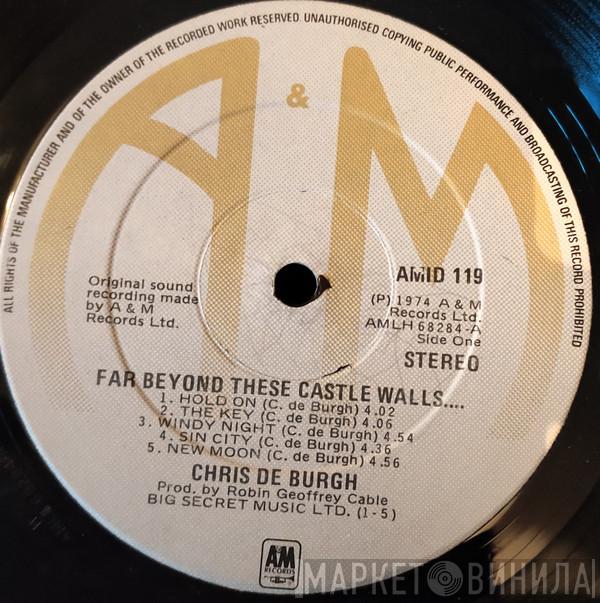 ALL RIGHTS OF THE MANUFACTURER AND OF THE OWNER OF THE RECORDED WORK RESERVED UNAUTHORISED COPYING PUBLIC PERFORMANCE AND BROADCASTING OF THIS RECORD PROHIBITED
A & M
AMID 119
Original sound
recording made
by A & M
Records Ltd.
(P) 1974 A & M
Records Ltd.
AMLH 68284-A
Side One
STEREO
FAR BEYOND THESE CASTLE WALLS....
1. HOLD ON (C. de Burgh) 4.02
2. THE KEY (C. de Burgh) 4.06
3. WINDY NIGHT (C. de Burgh) 4.54
4. SIN CITY (C. de Burgh) 4.36
5. NEW MOON (C. de Burgh) 4.56
CHRIS DE BURGH
Prod. by Robin Geoffrey Cable
BIG SECRET MUSIC LTD. (1-5)
A&M
RECORDS
МАРКЕТ ВИНИЛА